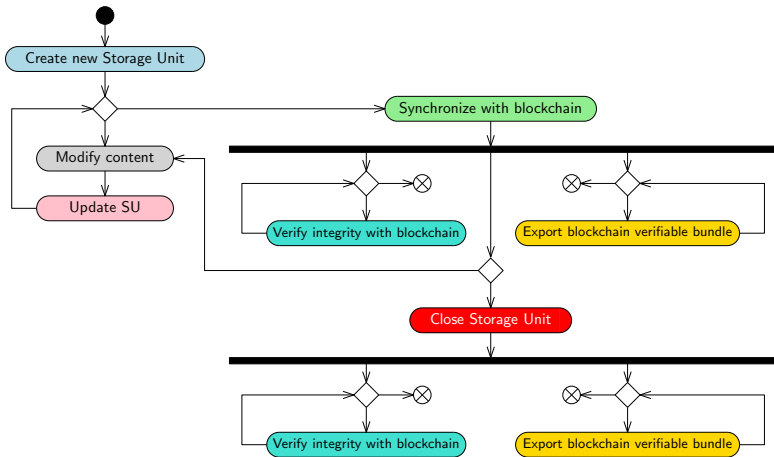 Create new Storage Unit
Synchronize with blockchain
Modify content
Update SU
Verify integrity with blockchain
Export blockchain verifiable bundle
Close Storage Unit
Verify integrity with blockchain
Export blockchain verifiable bundle